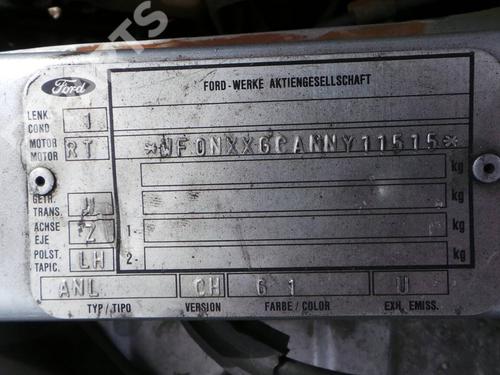 Ford
FORD-WERKE AKTIENGESELLSCHAFT
LENK.
COND 1
MOTOR
MOTOR RT
*WF0NXXGCANNY11515*
kg
GETR.
TRANS.
kg
ACHSE
EJE Z 1- kg
POLST.
TAPIC. LH 2- kg
ANL CH 6 1 U
TYP/TIPO VERSION FARBE/COLOR EXH. EMISS.